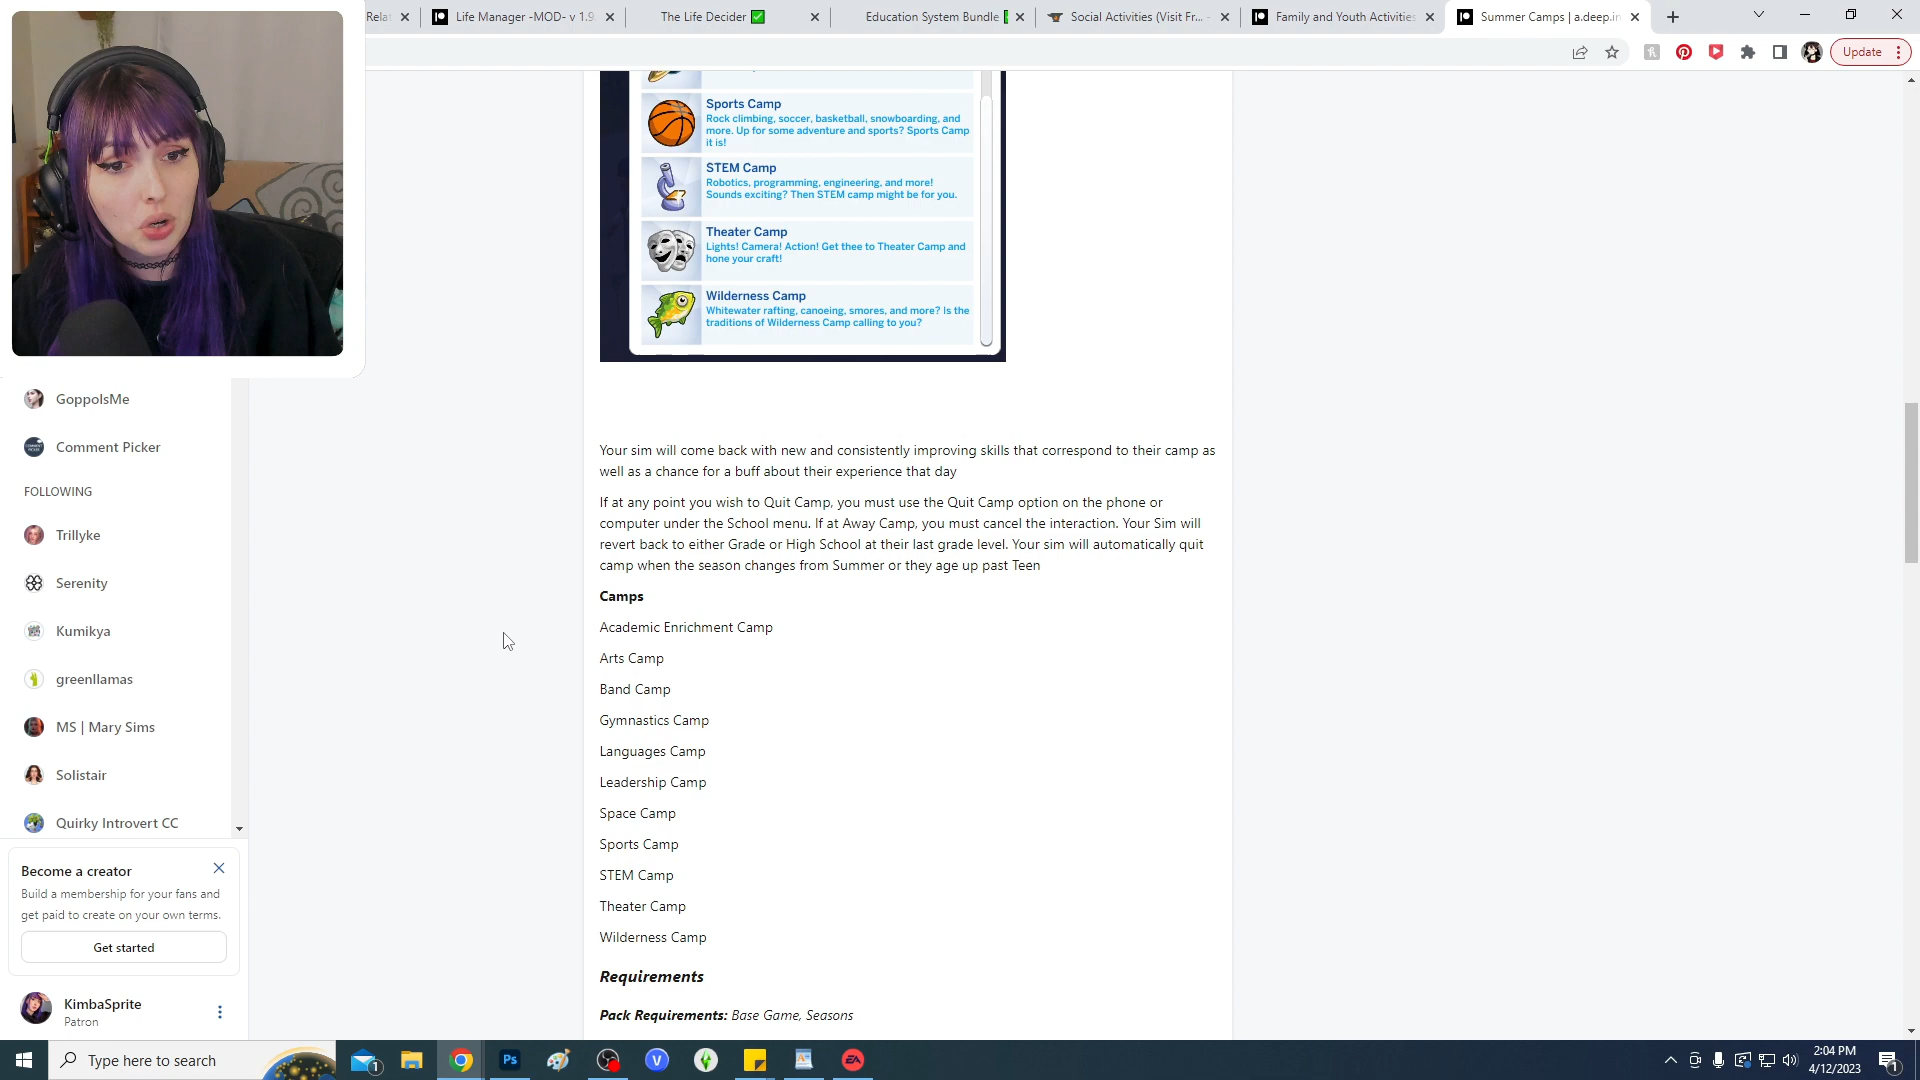 Relat
Life Manager -MOD- v 1.9.
The Life Decider
Education System Bundle
Social Activities (Visit Fr... -
Family and Youth Activities
Summer Camps | a.deep.in
Update
Sports Camp
Rock climbing, soccer, basketball, snowboarding, and
more. Up for some adventure and sports? Sports Camp
it is!
STEM Camp
Robotics, programming, engineering, and more!
Sounds exciting? Then STEM camp might be for you.
Theater Camp
Lights! Camera! Action! Get thee to Theater Camp and
hone your craft!
Wilderness Camp
Whitewater rafting, canoeing, smores, and more? Is the
traditions of Wilderness Camp calling to you?
GoppolsMe
Comment Picker
FOLLOWING
Trillyke
Serenity
Kumikya
greenllamas
MS | Mary Sims
Solistair
Quirky Introvert CC
Become a creator
Build a membership for your fans and
get paid to create on your own terms.
Get started
KimbaSprite
Patron
Your sim will come back with new and consistently improving skills that correspond to their camp as
well as a chance for a buff about their experience that day
If at any point you wish to Quit Camp, you must use the Quit Camp option on the phone or
computer under the School menu. If at Away Camp, you must cancel the interaction. Your Sim will
revert back to either Grade or High School at their last grade level. Your sim will automatically quit
camp when the season changes from Summer or they age up past Teen
Camps
Academic Enrichment Camp
Arts Camp
Band Camp
Gymnastics Camp
Languages Camp
Leadership Camp
Space Camp
Sports Camp
STEM Camp
Theater Camp
Wilderness Camp
Requirements
Pack Requirements: Base Game, Seasons
Type here to search
1
Ps
V
EA
2:04 PM
4/12/2023
1